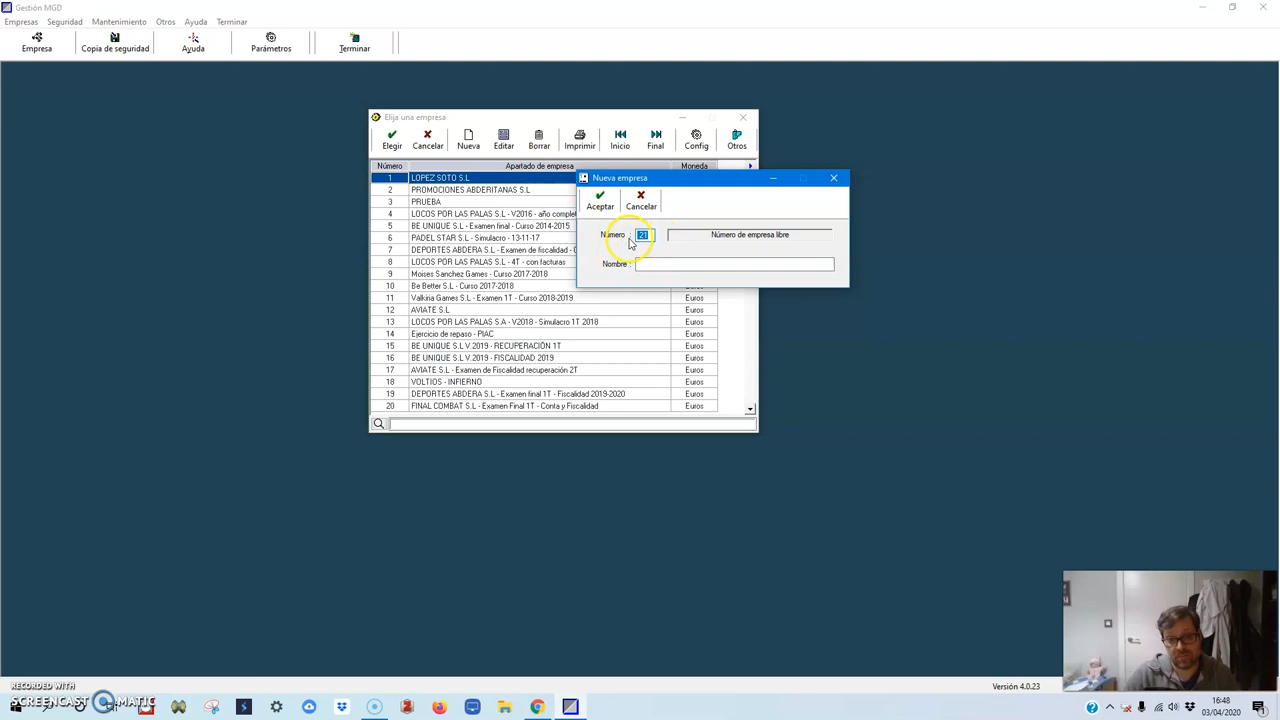 Gestión MGD
Empresas Seguridad Mantenimiento Otros Ayuda Terminar
Empresa Copia de seguridad Ayuda Parámetros Terminar
Elija una empresa
Elegir Cancelar Nueva Editar Borrar Imprimir Inicio Final Config Otros
Número Apartado de empresa Moneda
1 LOPEZ SOTO S.L
2 PROMOCIONES ABDERITANAS S.L
3 PRUEBA
4 LOCOS POR LAS PALAS S.L - V2016 - año comple
5 BE UNIQUE S.L - Examen final - Curso 2014-2015
6 PADEL STAR S.L - Simulacro - 13-11-17
7 DEPORTES ABDERA S.L - Examen de fiscalidad -
8 LOCOS POR LAS PALAS S.L - 4T - con facturas
9 Moises Sanchez Games - Curso 2017-2018
10 Be Better S.L - Curso 2017-2018 Euros
11 Valkiria Games S.L - Examen 1T - Curso 2018-2019 Euros
12 AVIATE S.L Euros
13 LOCOS POR LAS PALAS S.A - V2018 - Simulacro 1T 2018 Euros
14 Ejercicio de repaso - PIAC Euros
15 BE UNIQUE S.L V.2019 - RECUPERACIÓN 1T Euros
16 BE UNIQUE S.L V.2019 - FISCALIDAD 2019 Euros
17 AVIATE S.L - Examen de Fiscalidad recuperación 2T Euros
18 VOLTIOS - INFIERNO Euros
19 DEPORTES ABDERA S.L - Examen final 1T - Fiscalidad 2019-2020 Euros
20 FINAL COMBAT S.L - Examen Final 1T - Conta y Fiscalidad Euros
Nueva empresa
Aceptar Cancelar
Número : 21 Número de empresa libre
Nombre :
Versión 4.0.23
RECORDED WITH
SCREENCAST MATIC
16:48
03/04/2020